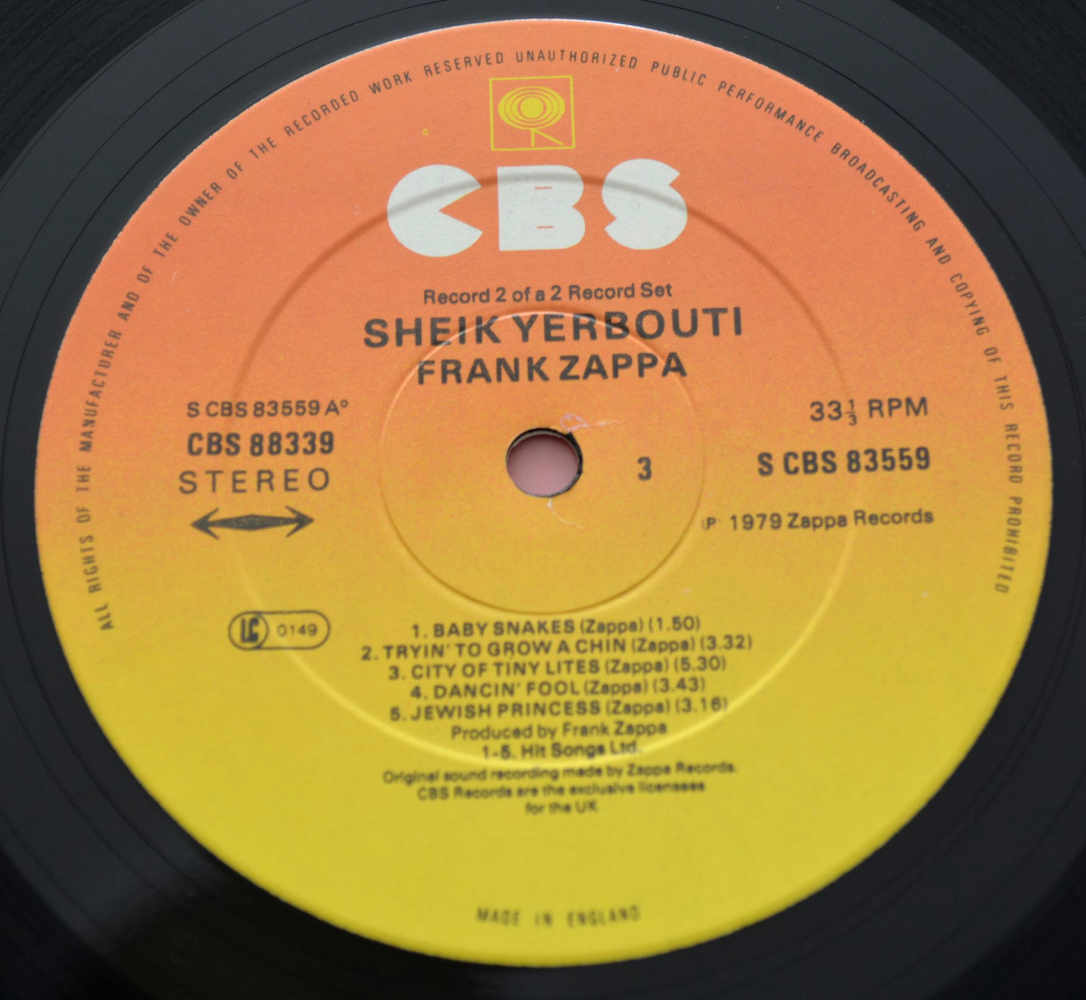 ALL RIGHTS OF THE MANUFACTURER AND OF THE OWNER OF THE RECORDED WORK RESERVED UNAUTHORIZED PUBLIC PERFORMANCE BROADCASTING AND COPYING OF THIS RECORD PROHIBITED
CBS
Record 2 of a 2 Record Set
SHEIK YERBOUTI
FRANK ZAPPA
S CBS 83559 A°
CBS 88339
STEREO
33 1/3 RPM
3
S CBS 83559
℗ 1979 Zappa Records
LC 0149
1. BABY SNAKES (Zappa) (1.50)
2. TRYIN' TO GROW A CHIN (Zappa) (3.32)
3. CITY OF TINY LITES (Zappa) (5.30)
4. DANCIN' FOOL (Zappa) (3.43)
5. JEWISH PRINCESS (Zappa) (3.16)
Produced by Frank Zappa
1-5. Hit Songs Ltd.
Original sound recording made by Zappa Records.
CBS Records are the exclusive licensees
for the UK
MADE IN ENGLAND